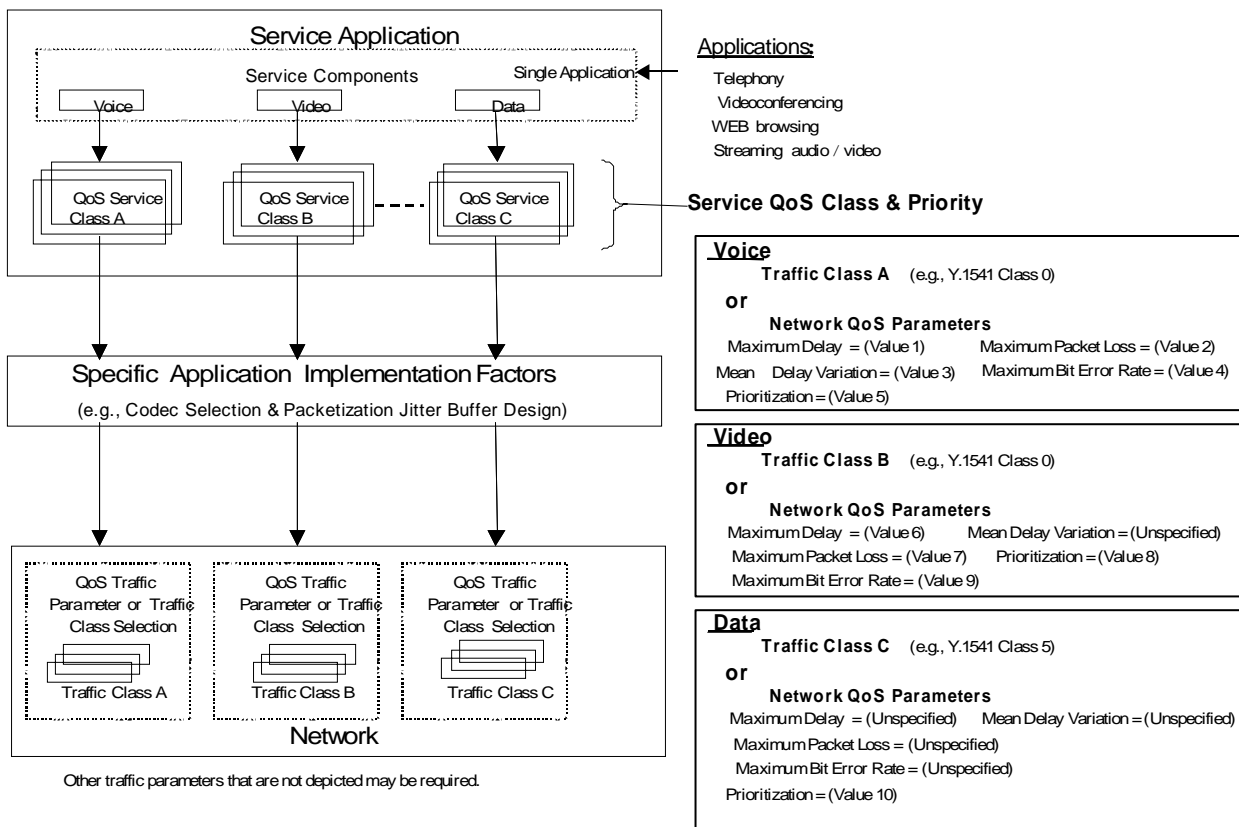 Service Application
Service Components
Single Application
Voice
Video
Data
QoS Service
Class A
QoS Service
Class B
QoS Service
Class C
Specific Application Implementation Factors
(e.g., Codec Selection & Packetization Jitter Buffer Design)
QoS Traffic
Parameter or Traffic
Class Selection
Traffic Class A
QoS Traffic
Parameter or Traffic
Class Selection
Traffic Class B
QoS Traffic
Parameter or Traffic
Class Selection
Traffic Class C
Network
Other traffic parameters that are not depicted may be required.
Applications:
Telephony
Videoconferencing
WEB browsing
Streaming audio / video
Service QoS Class & Priority
Voice
Traffic Class A (e.g., Y.1541 Class 0)
or
Network QoS Parameters
Maximum Delay = (Value 1) Maximum Packet Loss = (Value 2)
Mean Delay Variation = (Value 3) Maximum Bit Error Rate = (Value 4)
Prioritization = (Value 5)
Video
Traffic Class B (e.g., Y.1541 Class 0)
or
Network QoS Parameters
Maximum Delay = (Value 6) Mean Delay Variation = (Unspecified)
Maximum Packet Loss = (Value 7) Prioritization = (Value 8)
Maximum Bit Error Rate = (Value 9)
Data
Traffic Class C (e.g., Y.1541 Class 5)
or
Network QoS Parameters
Maximum Delay = (Unspecified) Mean Delay Variation = (Unspecified)
Maximum Packet Loss = (Unspecified)
Maximum Bit Error Rate = (Unspecified)
Prioritization = (Value 10)